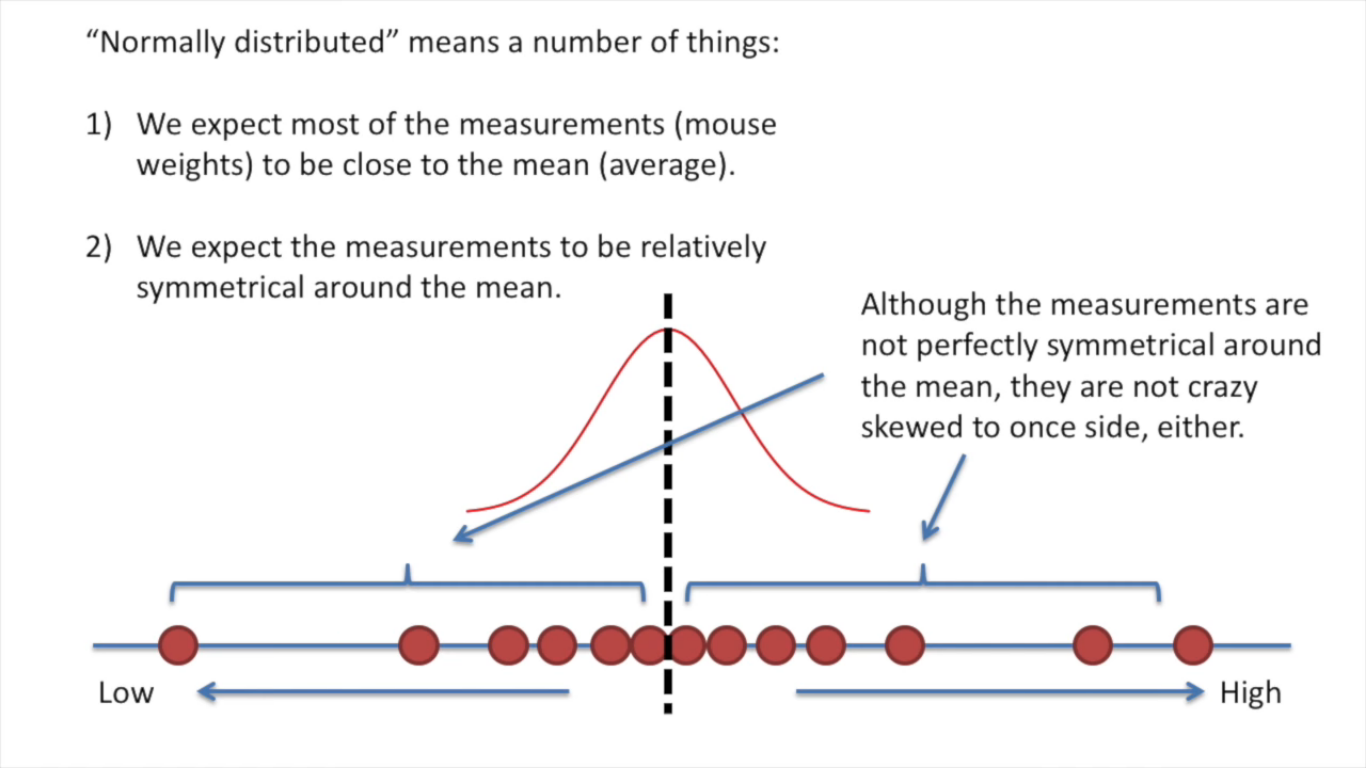 “Normally distributed” means a number of things:
1) We expect most of the measurements (mouse
weights) to be close to the mean (average).
2) We expect the measurements to be relatively
symmetrical around the mean.
Although the measurements are
not perfectly symmetrical around
the mean, they are not crazy
skewed to once side, either.
Low
High